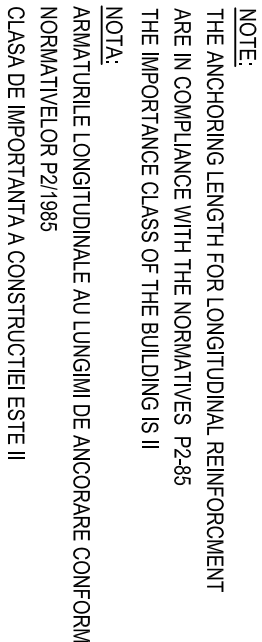 NOTE:
THE ANCHORING LENGTH FOR LONGITUDINAL REINFORCMENT
ARE IN COMPLIANCE WITH THE NORMATIVES P2-85
THE IMPORTANCE CLASS OF THE BUILDING IS II
NOTA:
ARMATURILE LONGITUDINALE AU LUNGIMI DE ANCORARE CONFORM
NORMATIVELOR P2/1985
CLASA DE IMPORTANTA A CONSTRUCTIEI ESTE II